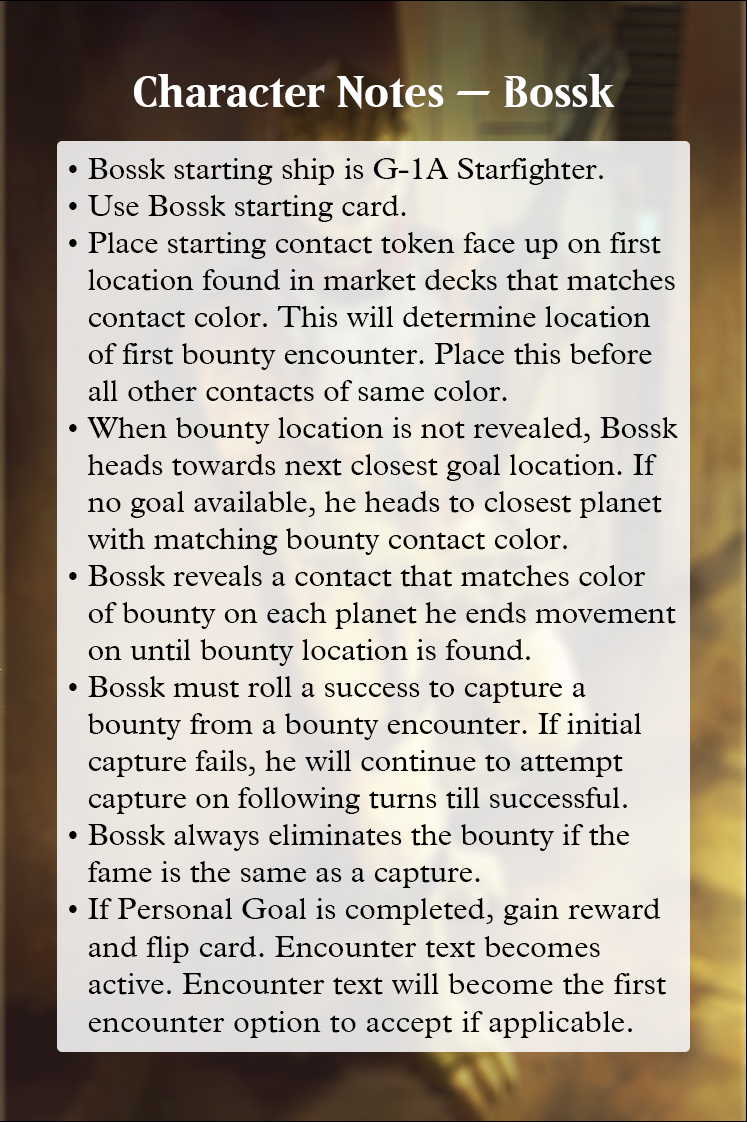 Character Notes — Bossk
• Bossk starting ship is G-1A Starfighter.
• Use Bossk starting card.
• Place starting contact token face up on first
location found in market decks that matches
contact color. This will determine location
of first bounty encounter. Place this before
all other contacts of same color.
• When bounty location is not revealed, Bossk
heads towards next closest goal location. If
no goal available, he heads to closest planet
with matching bounty contact color.
• Bossk reveals a contact that matches color
of bounty on each planet he ends movement
on until bounty location is found.
• Bossk must roll a success to capture a
bounty from a bounty encounter. If initial
capture fails, he will continue to attempt
capture on following turns till successful.
• Bossk always eliminates the bounty if the
fame is the same as a capture.
• If Personal Goal is completed, gain reward
and flip card. Encounter text becomes
active. Encounter text will become the first
encounter option to accept if applicable.